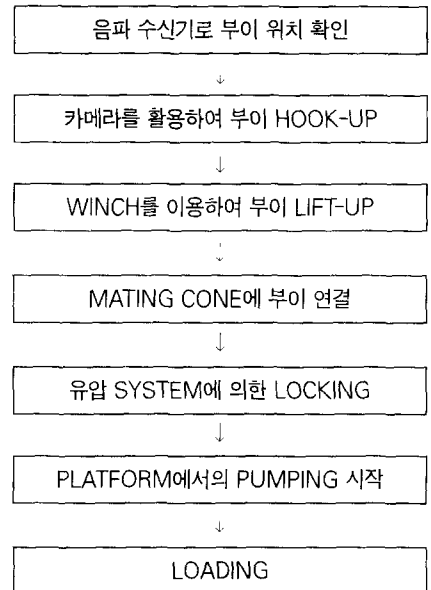 음파 수신기로 부이 위치 확인
↓
카메라를 활용하여 부이 HOOK-UP
↓
WINCH를 이용하여 부이 LIFT-UP
↓
MATING CONE에 부이 연결
↓
유압 SYSTEM에 의한 LOCKING
↓
PLATFORM에서의 PUMPING 시작
↓
LOADING